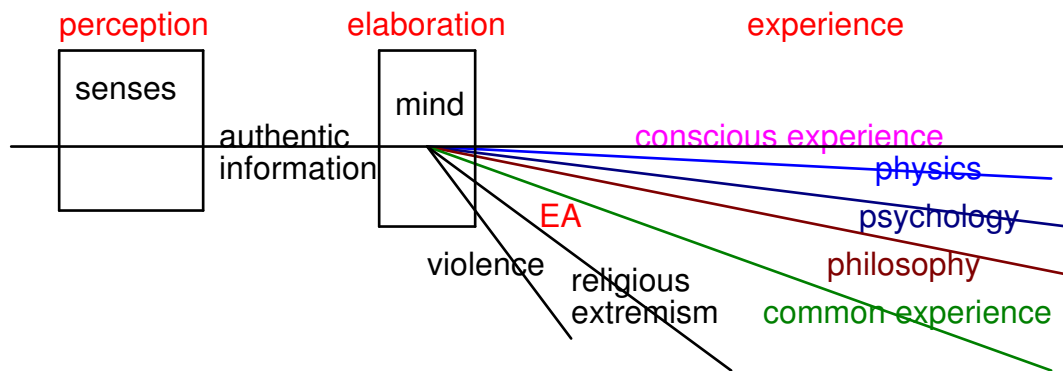 perception
elaboration
experience
senses
mind
authentic
information
conscious experience
physics
psychology
EA
violence
philosophy
religious
extremism
common experience